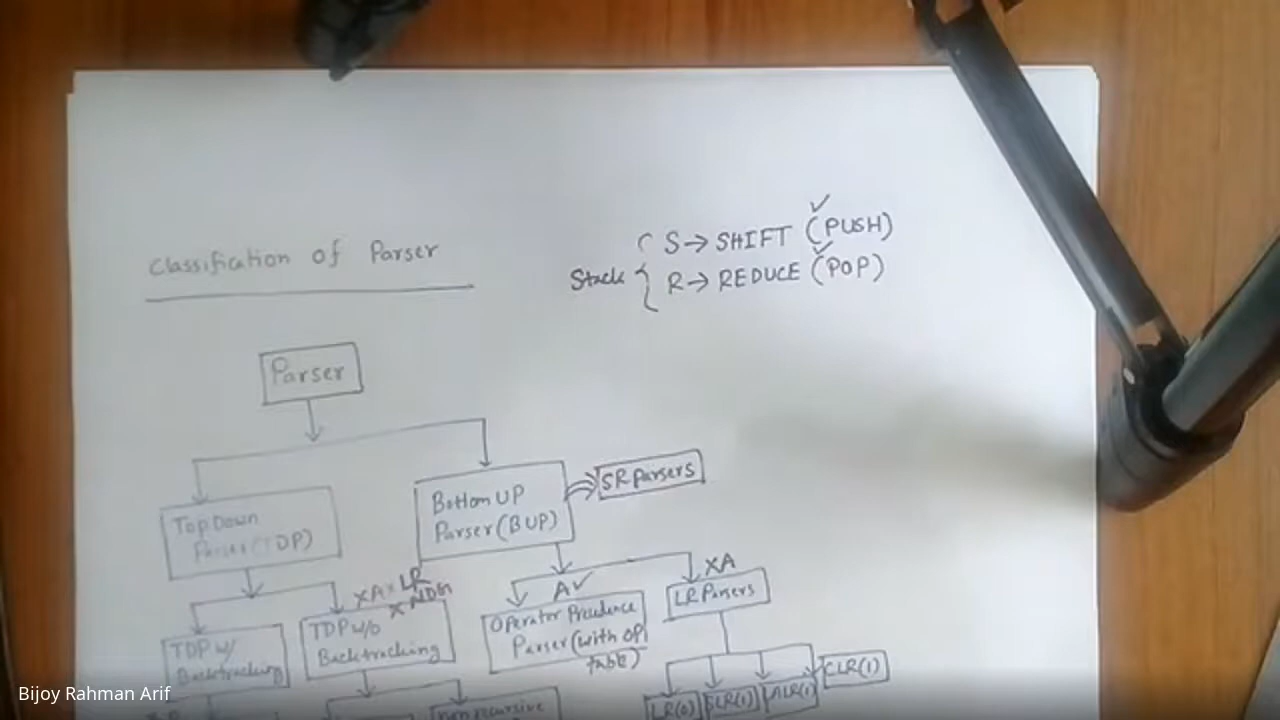 Classification of Parser
Stack { S→ SHIFT (PUSH)
R→ REDUCE (POP)
Parser
SR Parsers
Top Down
Parser (TDP)
Bottom UP
Parser (BUP)
XA X LR
X NDG
A✓
XA
TDP w/
Backtracking
TDP w/o
Backtracking
Operator Precedence
Parser (with OP
table)
LR Parsers
LR(0)
SLR(1)
LALR(1)
CLR(1)
non recursive
Bijoy Rahman Arif